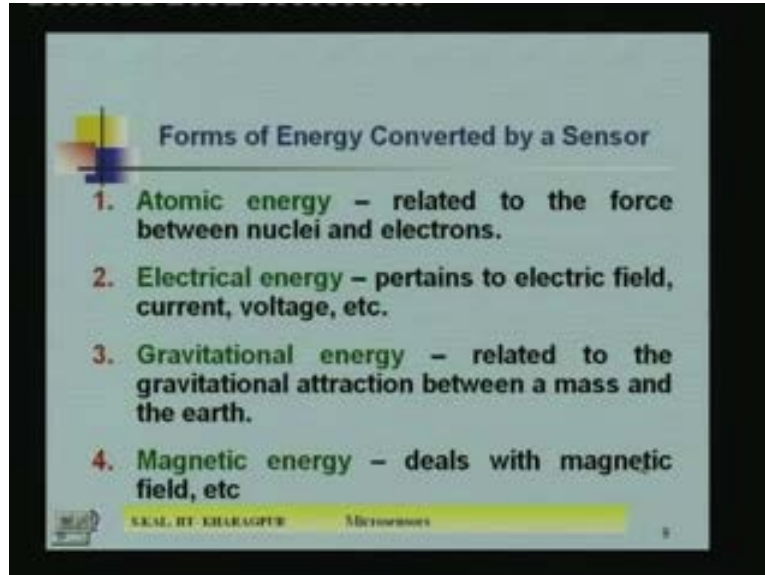 Forms of Energy Converted by a Sensor
1. Atomic energy – related to the force
between nuclei and electrons.
2. Electrical energy – pertains to electric field,
current, voltage, etc.
3. Gravitational energy – related to the
gravitational attraction between a mass and
the earth.
4. Magnetic energy – deals with magnetic
field, etc
S.KAL, IIT- KHARAGPUR Microsensors